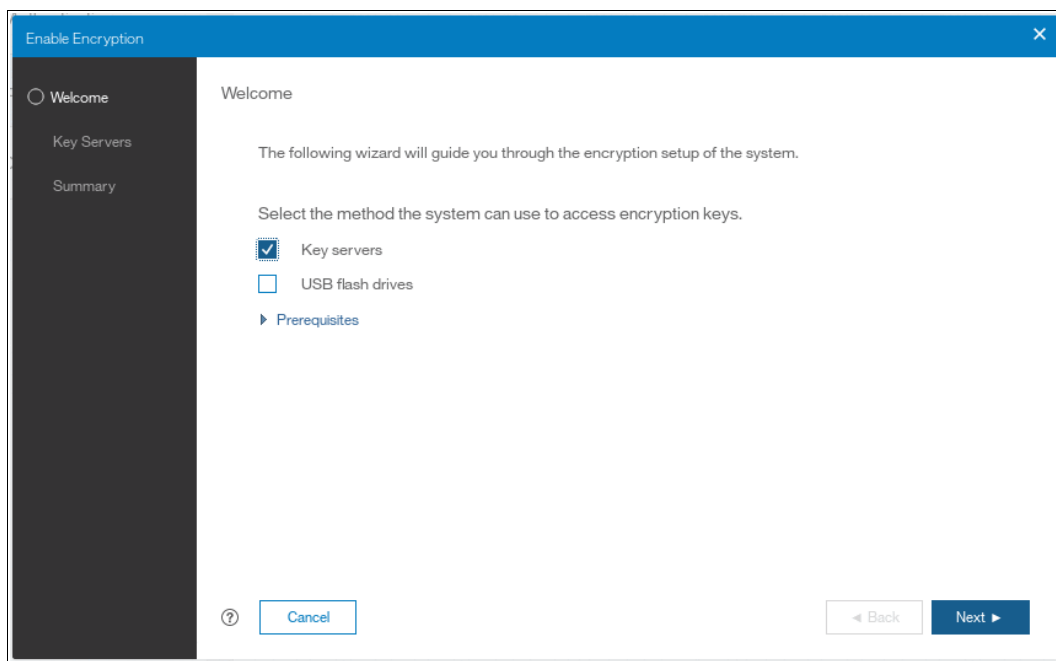 Enable Encryption
Welcome
Key Servers
Summary
Welcome
The following wizard will guide you through the encryption setup of the system.
Select the method the system can use to access encryption keys.
Key servers
USB flash drives
Prerequisites
Cancel
Back
Next